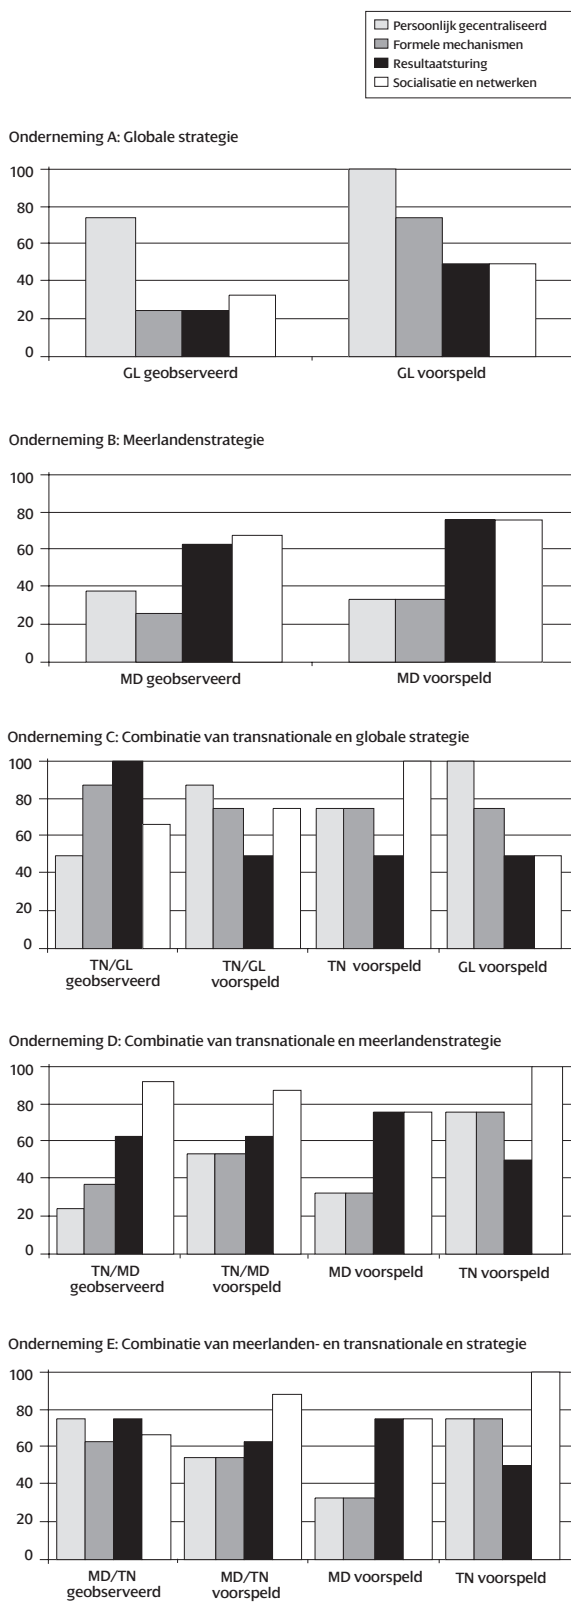 Persoonlijk gecentraliseerd
Formele mechanismen
Resultaatsturing
Socialisatie en netwerken
Onderneming A: Globale strategie
100
80
60
40
20
0
GL geobserveerd
GL voorspeld
Onderneming B: Meerlandenstrategie
100
80
60
40
20
0
MD geobserveerd
MD voorspeld
Onderneming C: Combinatie van transnationale en globale strategie
100
80
60
40
20
0
TN/GL
geobserveerd
TN/GL
voorspeld
TN voorspeld
GL voorspeld
Onderneming D: Combinatie van transnationale en meerlandenstrategie
100
80
60
40
20
0
TN/MD
geobserveerd
TN/MD
voorspeld
MD voorspeld
TN voorspeld
Onderneming E: Combinatie van meerlanden- en transnationale en strategie
100
80
60
40
20
0
MD/TN
geobserveerd
MD/TN
voorspeld
MD voorspeld
TN voorspeld